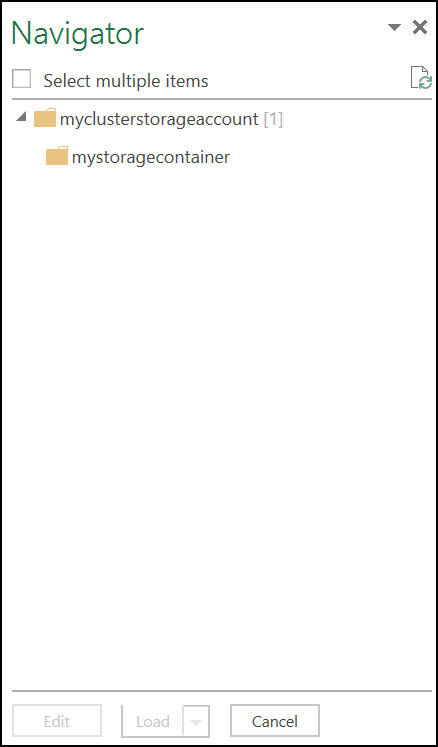 Navigator
Select multiple items
myclusterstorageaccount [1]
mystoragecontainer
Edit Load Cancel